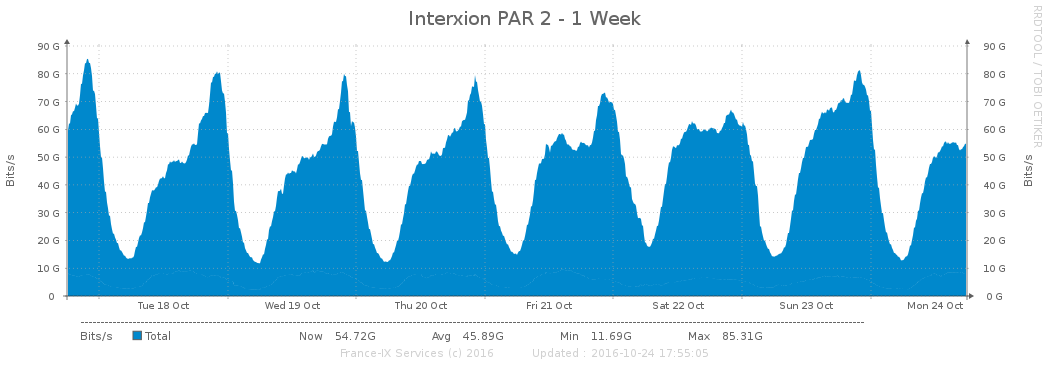 Interxion PAR 2 - 1 Week
RRDTOOL / TOBI OETIKER
Bits/s
90 G
80 G
70 G
60 G
50 G
40 G
30 G
20 G
10 G
0
90 G
80 G
70 G
60 G
50 G
40 G
30 G
20 G
10 G
0 G
Bits/s
Tue 18 Oct Wed 19 Oct Thu 20 Oct Fri 21 Oct Sat 22 Oct Sun 23 Oct Mon 24 Oct
Bits/s Total Now 54.72G Avg 45.89G Min 11.69G Max 85.31G
France-IX Services (c) 2016 Updated : 2016-10-24 17:55:05